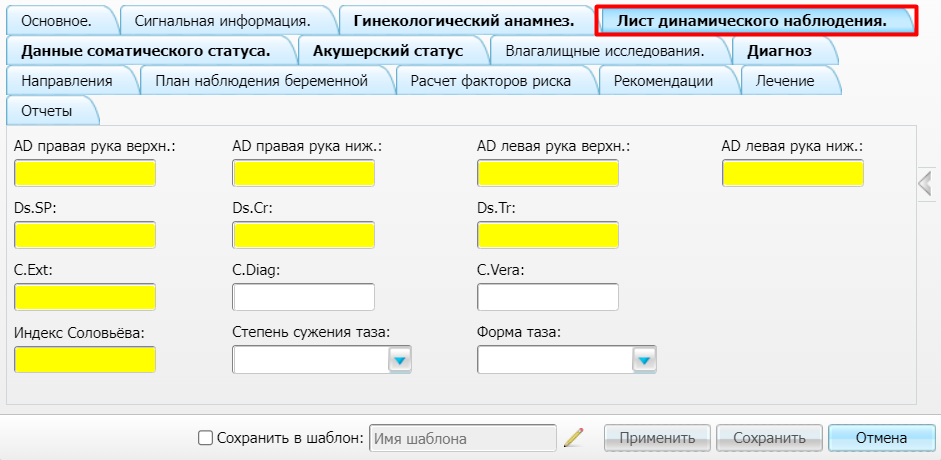 Основное. Сигнальная информация. Гинекологический анамнез. Лист динамического наблюдения.
Данные соматического статуса. Акушерский статус Влагалищные исследования. Диагноз
Направления План наблюдения беременной Расчет факторов риска Рекомендации Лечение
Отчеты
AD правая рука верхн.: AD правая рука ниж.: AD левая рука верхн.: AD левая рука ниж.:
Ds.SP: Ds.Cr: Ds.Tr:
C.Ext: C.Diag: C.Vera:
Индекс Соловьёва: Степень сужения таза: Форма таза:
Сохранить в шаблон: Имя шаблона Применить Сохранить Отмена